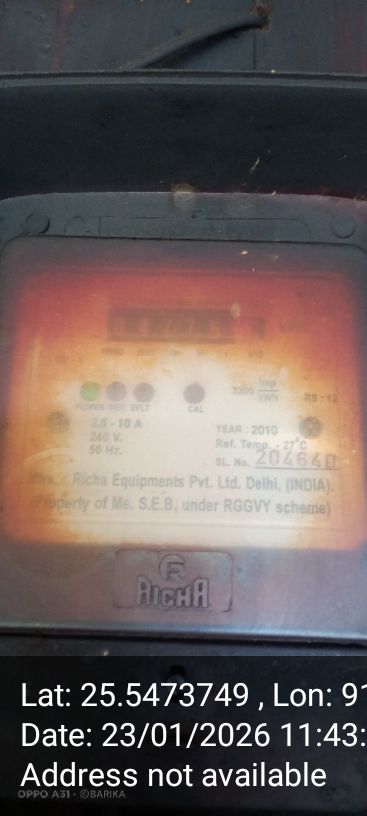 POWER REV EFLT CAL
3200 imp/kWh
RS : 12
2.5 - 10 A
240 V.
50 Hz.
YEAR : 2010
Ref. Temp. - 27°C
SL. No. 204640
Richa Equipments Pvt. Ltd. Delhi, (INDIA).
(Property of Me. S.E.B. under RGGVY scheme)
R
RICHA
Lat: 25.5473749 , Lon: 91
Date: 23/01/2026 11:43:
Address not available
OPPO A31 · ©BARIKA